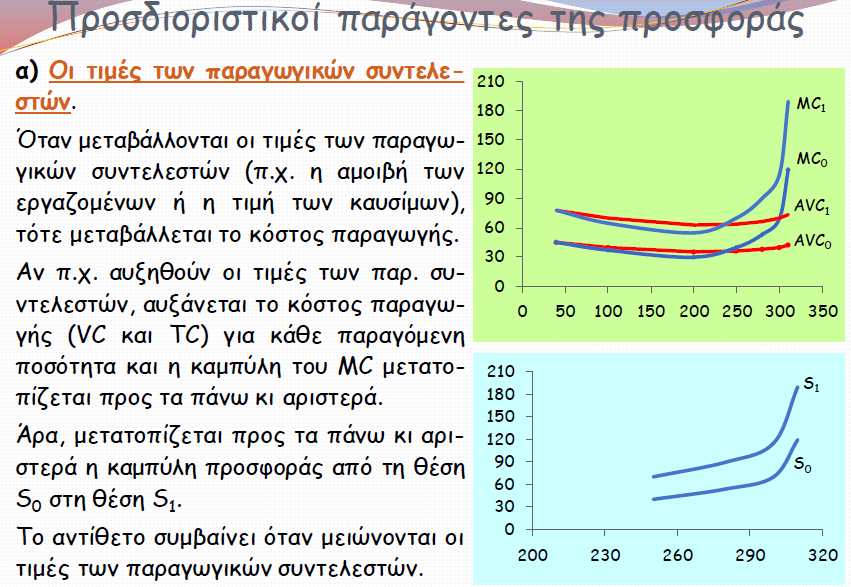 Προσδιοριστικοί παράγοντες της προσφοράς
α) Οι τιμές των παραγωγικών συντελε-
στών.
Όταν μεταβάλλονται οι τιμές των παραγω-
γικών συντελεστών (π.χ. η αμοιβή των
εργαζομένων ή η τιμή των καυσίμων),
τότε μεταβάλλεται το κόστος παραγωγής.
Αν π.χ. αυξηθούν οι τιμές των παρ. συ-
ντελεστών, αυξάνεται το κόστος παραγω-
γής (VC και TC) για κάθε παραγόμενη
ποσότητα και η καμπύλη του MC μετατο-
πίζεται προς τα πάνω κι αριστερά.
Άρα, μετατοπίζεται προς τα πάνω κι αρι-
στερά η καμπύλη προσφοράς από τη θέση
S0 στη θέση S1.
Το αντίθετο συμβαίνει όταν μειώνονται οι
τιμές των παραγωγικών συντελεστών.
210
180
150
120
90
60
30
0
0 50 100 150 200 250 300 350
MC1
MC0
AVC1
AVC0
210
180
150
120
90
60
30
0
200 230 260 290 320
S1
S0